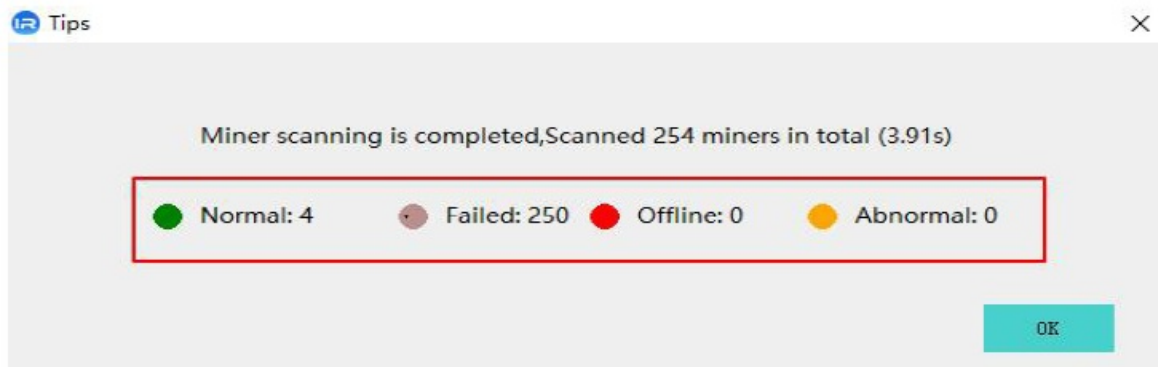 IR Tips
Miner scanning is completed,Scanned 254 miners in total (3.91s)
Normal: 4 Failed: 250 Offline: 0 Abnormal: 0
OK